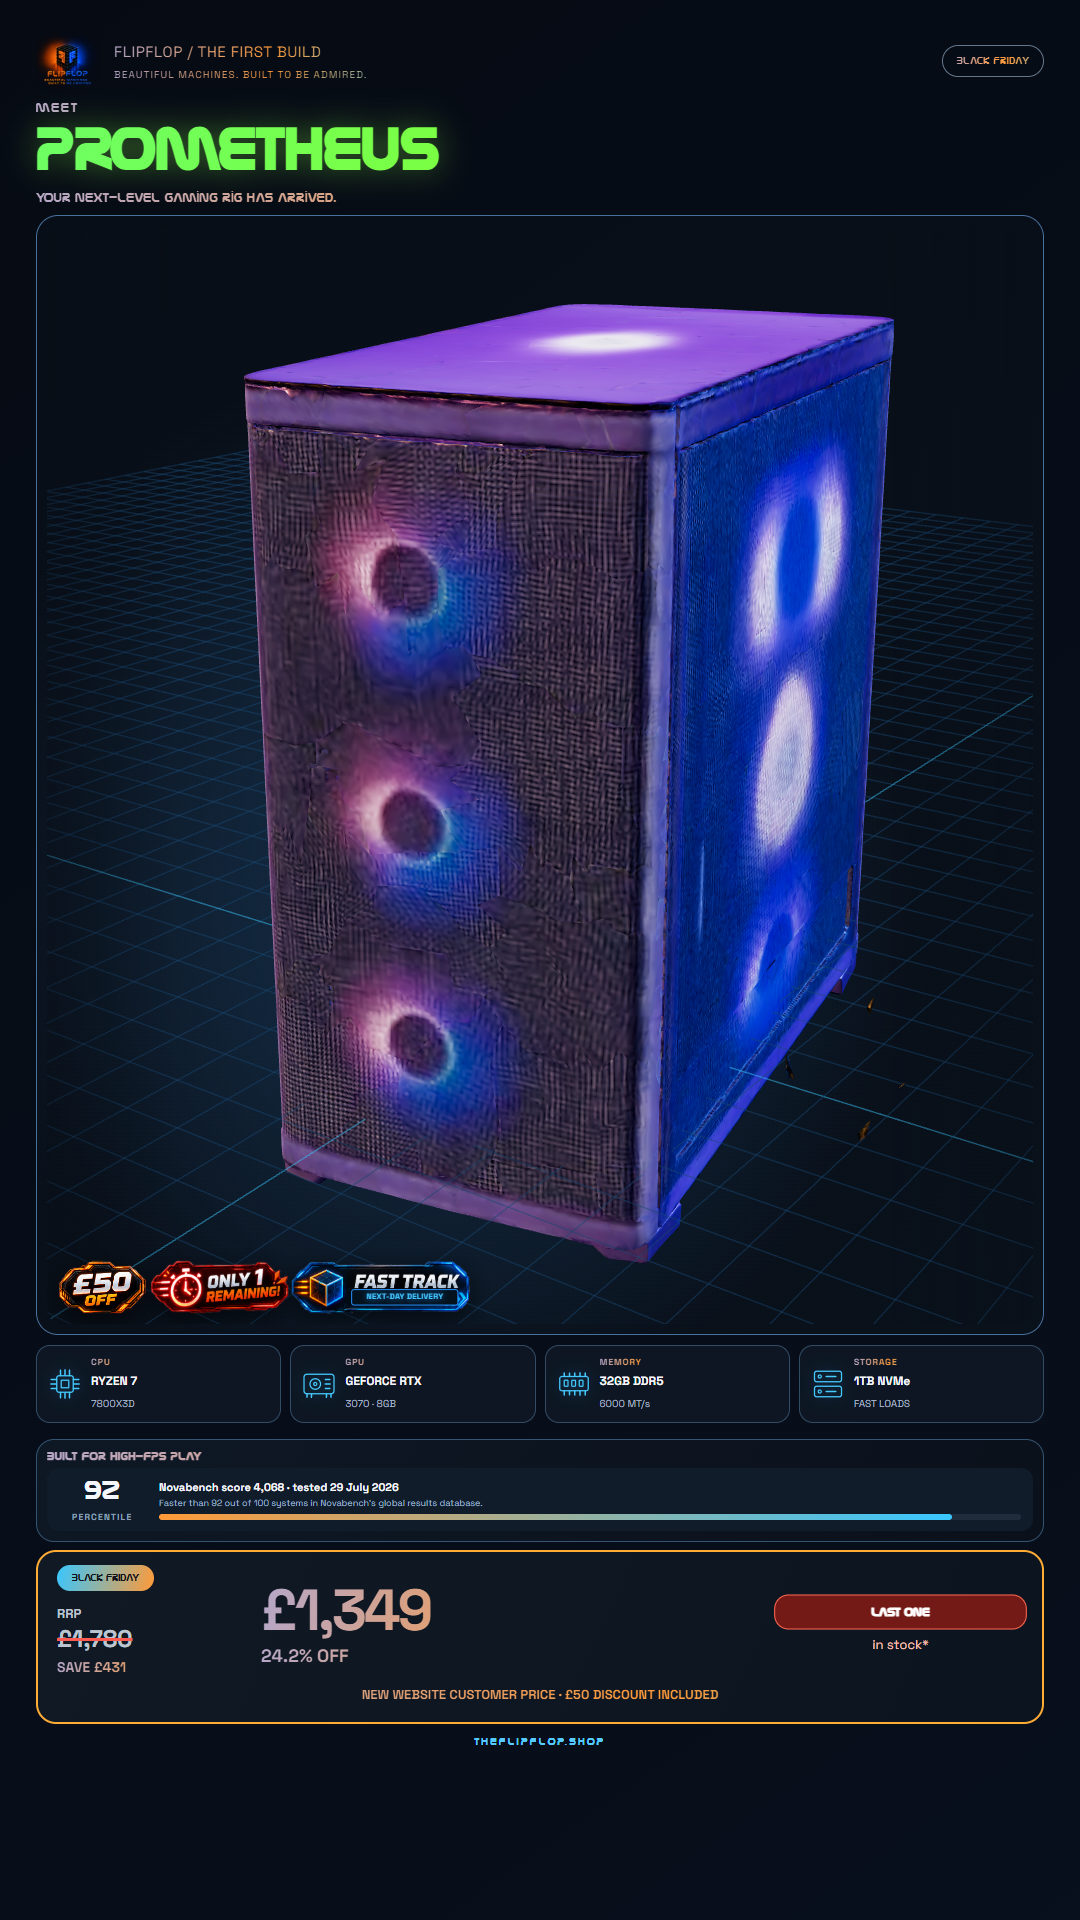 FLIPFLOP
FLIPFLOP / THE FIRST BUILD
BEAUTIFUL MACHINES. BUILT TO BE ADMIRED.
BLACK FRIDAY
MEET
PROMETHEUS
YOUR NEXT-LEVEL GAMING RIG HAS ARRIVED.
£50
OFF
ONLY 1
REMAINING!
FAST TRACK
NEXT-DAY DELIVERY
CPU
RYZEN 7
7800X3D
GPU
GEFORCE RTX
3070 · 8GB
MEMORY
32GB DDR5
6000 MT/s
STORAGE
1TB NVMe
FAST LOADS
BUILT FOR HIGH-FPS PLAY
92
PERCENTILE
Novabench score 4,068 · tested 29 July 2026
Faster than 92 out of 100 systems in Novabench's global results database.
BLACK FRIDAY
RRP
£1,780
SAVE £431
£1,349
24.2% OFF
LAST ONE
in stock*
NEW WEBSITE CUSTOMER PRICE · £50 DISCOUNT INCLUDED
THEFLIPFLOP.SHOP